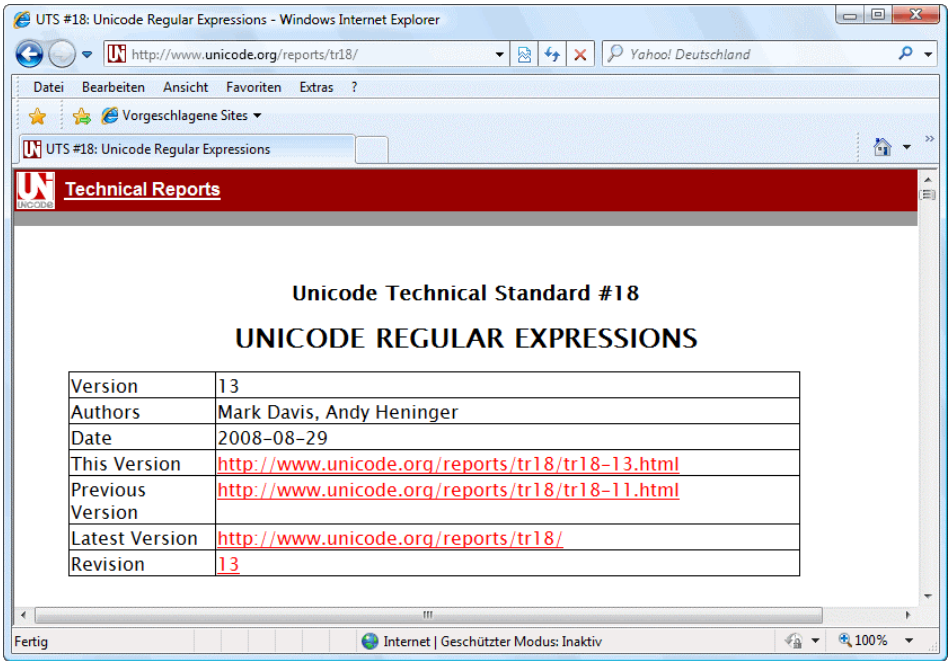 UTS #18: Unicode Regular Expressions - Windows Internet Explorer
http://www.unicode.org/reports/tr18/
Yahoo! Deutschland
Datei Bearbeiten Ansicht Favoriten Extras ?
Vorgeschlagene Sites
UTS #18: Unicode Regular Expressions
UNICODE Technical Reports
Unicode Technical Standard #18
UNICODE REGULAR EXPRESSIONS
Version 13
Authors Mark Davis, Andy Heninger
Date 2008-08-29
This Version http://www.unicode.org/reports/tr18/tr18-13.html
Previous http://www.unicode.org/reports/tr18/tr18-11.html
Version
Latest Version http://www.unicode.org/reports/tr18/
Revision 13
Fertig Internet | Geschützter Modus: Inaktiv 100%